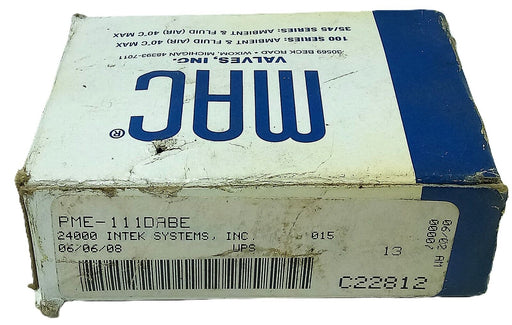 MAC®
VALVES, INC.
30569 BECK ROAD • WIXOM, MICHIGAN 48393-7011
100 SERIES: AMBIENT & FLUID (AIR) 40°C MAX
35/45 SERIES: AMBIENT & FLUID (AIR) 40°C MAX
PME-111DABE
24000 INTEK SYSTEMS, INC. 015
06/06/08 UPS
13
C22812
06/02 AM
00007